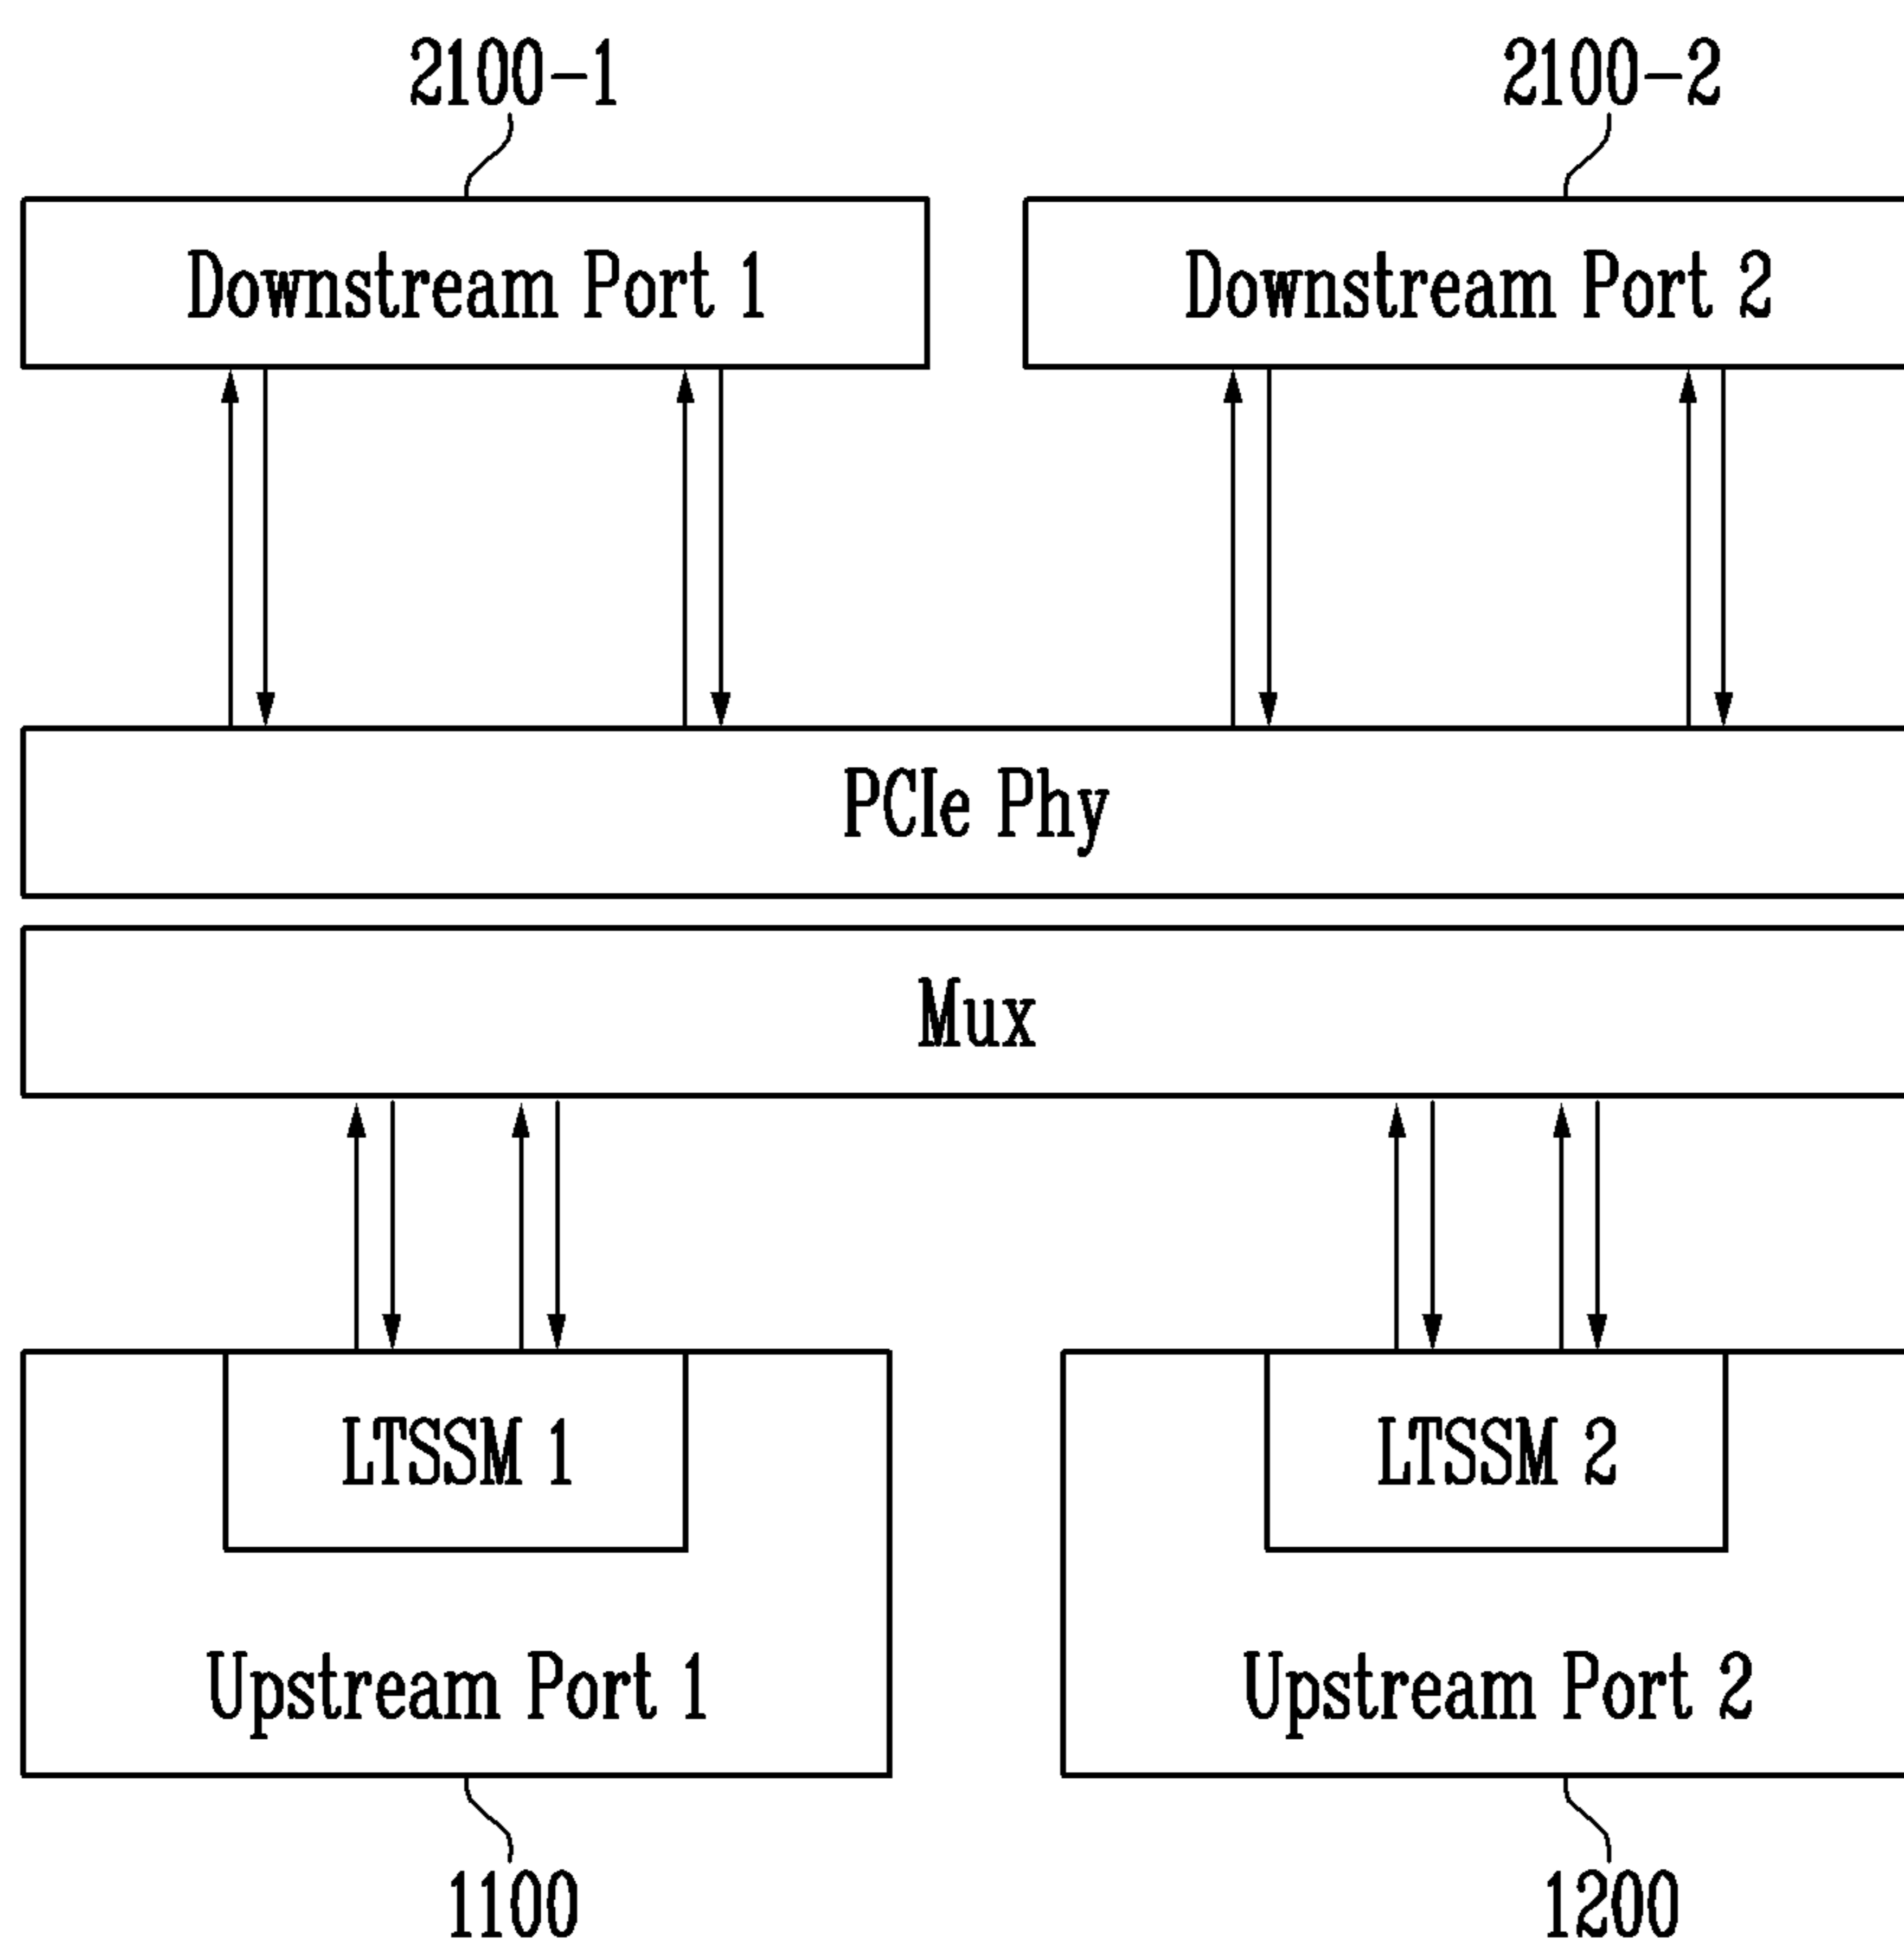 2100-1 2100-2
Downstream Port 1 Downstream Port 2
PCIe Phy
Mux
LTSSM 1 LTSSM 2
Upstream Port 1 Upstream Port 2
1100 1200